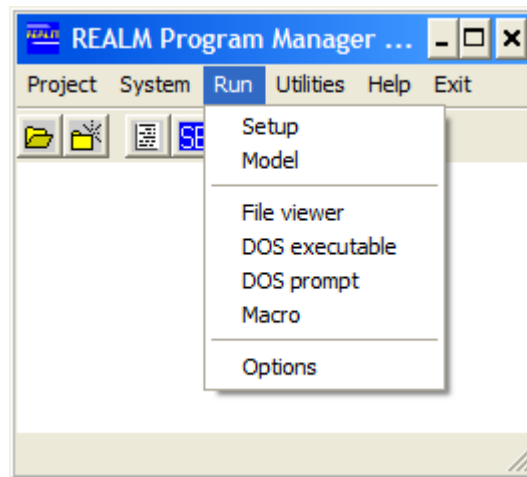 REALM REALM Program Manager ...
Project System Run Utilities Help Exit
Setup
Model
File viewer
DOS executable
DOS prompt
Macro
Options